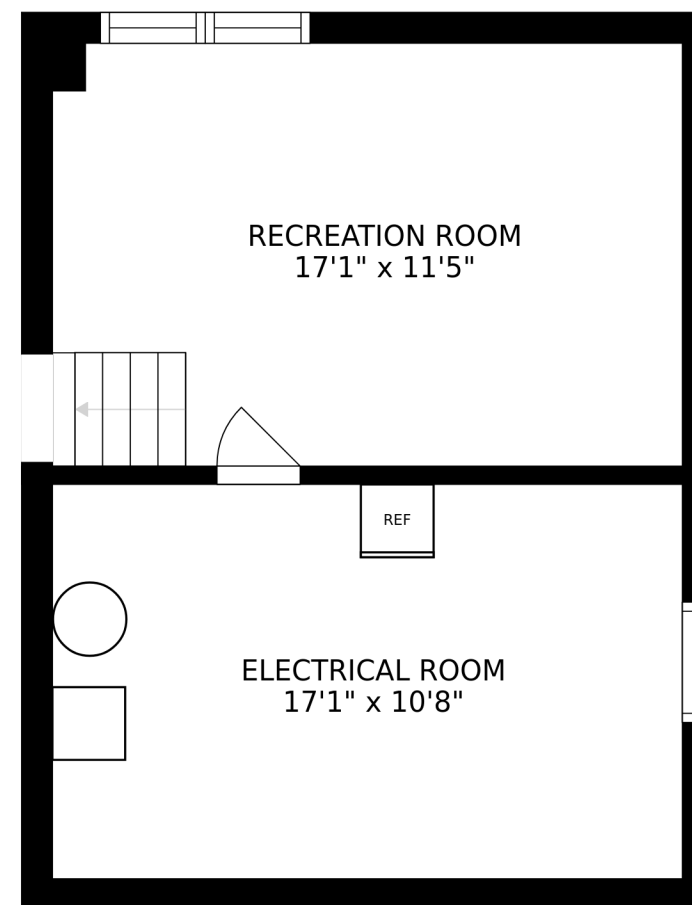 RECREATION ROOM
17'1" x 11'5"
REF
ELECTRICAL ROOM
17'1" x 10'8"